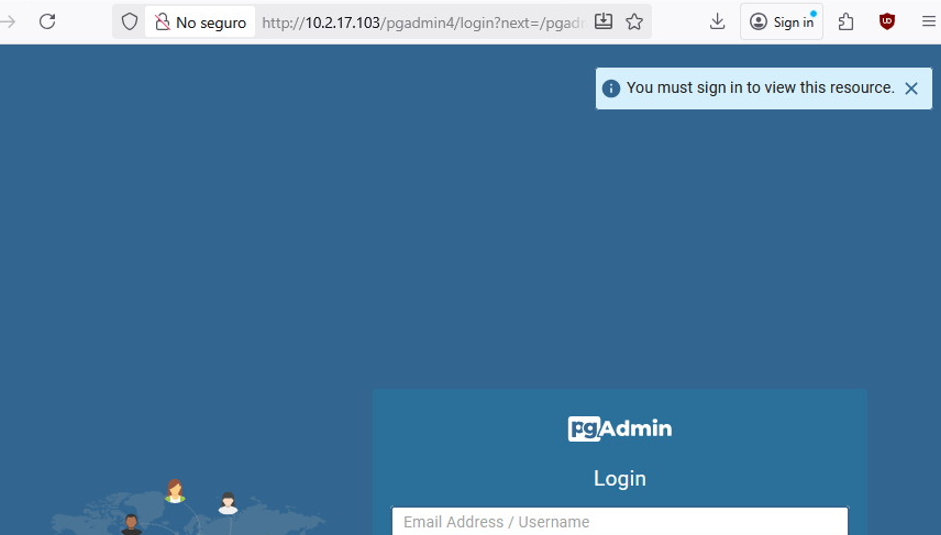 No seguro
http://10.2.17.103/pgadmin4/login?next=/pgadn
Sign in
You must sign in to view this resource.
pgAdmin
Login
Email Address / Username